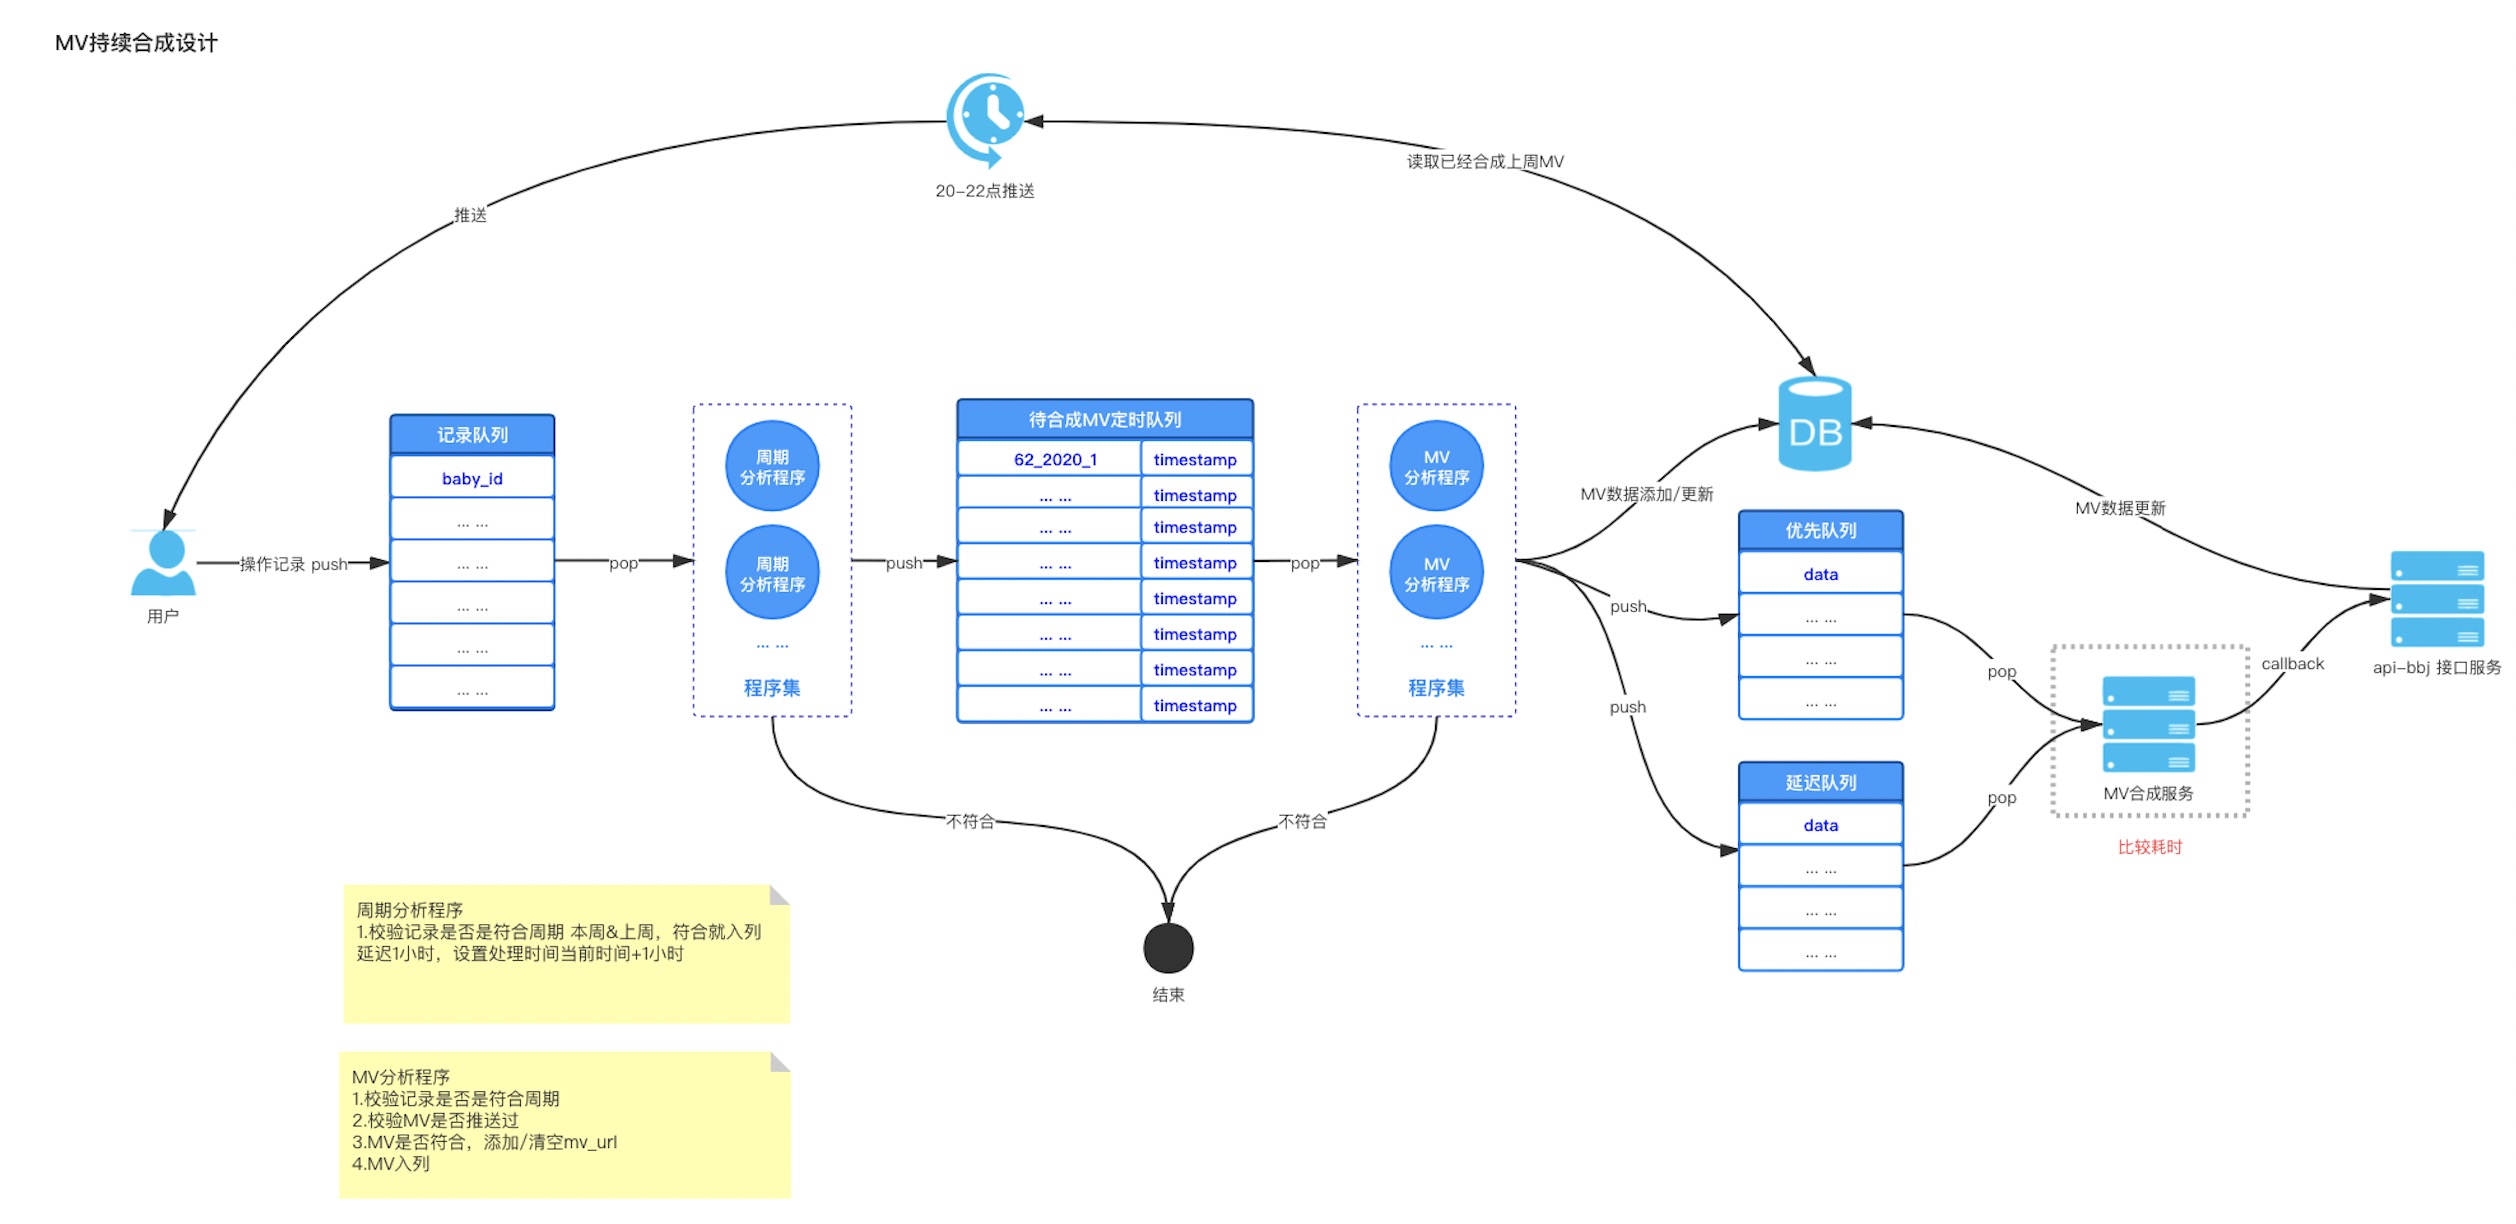 MV持续合成设计
20-22点推送
读取已经合成上周MV
推送
用户
操作记录 push
记录队列
baby_id
... ...
... ...
... ...
... ...
... ...
pop
周期
分析程序
周期
分析程序
... ...
程序集
push
待合成MV定时队列
62_2020_1 timestamp
... ... timestamp
... ... timestamp
... ... timestamp
... ... timestamp
... ... timestamp
... ... timestamp
... ... timestamp
pop
MV
分析程序
MV
分析程序
... ...
程序集
不符合
不符合
结束
MV数据添加/更新
DB
MV数据更新
push
push
优先队列
data
... ...
... ...
... ...
延迟队列
data
... ...
... ...
... ...
pop
pop
MV合成服务
比较耗时
callback
api-bbj 接口服务
周期分析程序
1.校验记录是否是符合周期 本周&上周，符合就入列
延迟1小时，设置处理时间当前时间+1小时
MV分析程序
1.校验记录是否是符合周期
2.校验MV是否推送过
3.MV是否符合，添加/清空mv_url
4.MV入列